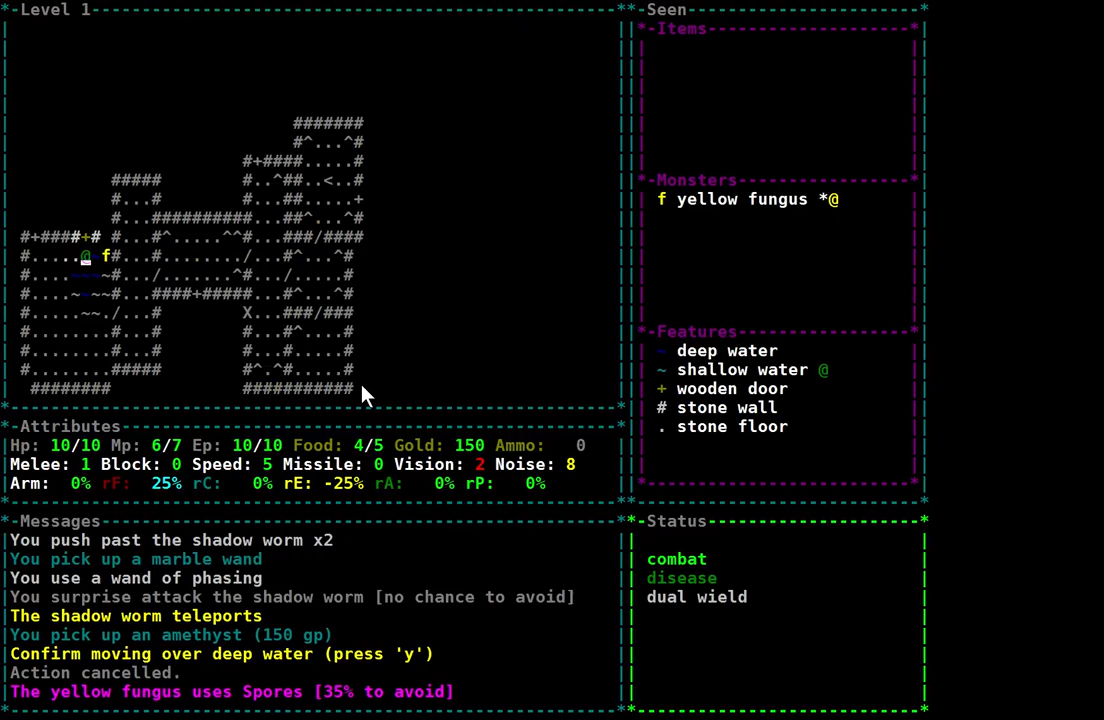 Level 1
Seen
Items
#######
#^...^#
#+####.....#
##### #..^##..<..#
Monsters
#...# #...##.....+
f yellow fungus *@
#...##########...##^...^#
#+####+# #...#^.....^^#...###/####
#.....@~f#...#......../...#^...^#
#....~~~~#.../.......^#.../.....#
#....~~~~#...####+#####...#^...^#
#.....~~./...# X...###/###
Features
#........#...# #...#^....#
~ deep water
#........#...# #...#.....#
~ shallow water @
#........##### #^.^#.....#
+ wooden door
######## ###########
# stone wall
. stone floor
Attributes
Hp: 10/10 Mp: 6/7 Ep: 10/10 Food: 4/5 Gold: 150 Ammo: 0
Melee: 1 Block: 0 Speed: 5 Missile: 0 Vision: 2 Noise: 8
Arm: 0% rF: 25% rC: 0% rE: -25% rA: 0% rP: 0%
Messages
You push past the shadow worm x2
You pick up a marble wand
You use a wand of phasing
You surprise attack the shadow worm [no chance to avoid]
The shadow worm teleports
You pick up an amethyst (150 gp)
Confirm moving over deep water (press 'y')
Action cancelled.
The yellow fungus uses Spores [35% to avoid]
Status
combat
disease
dual wield